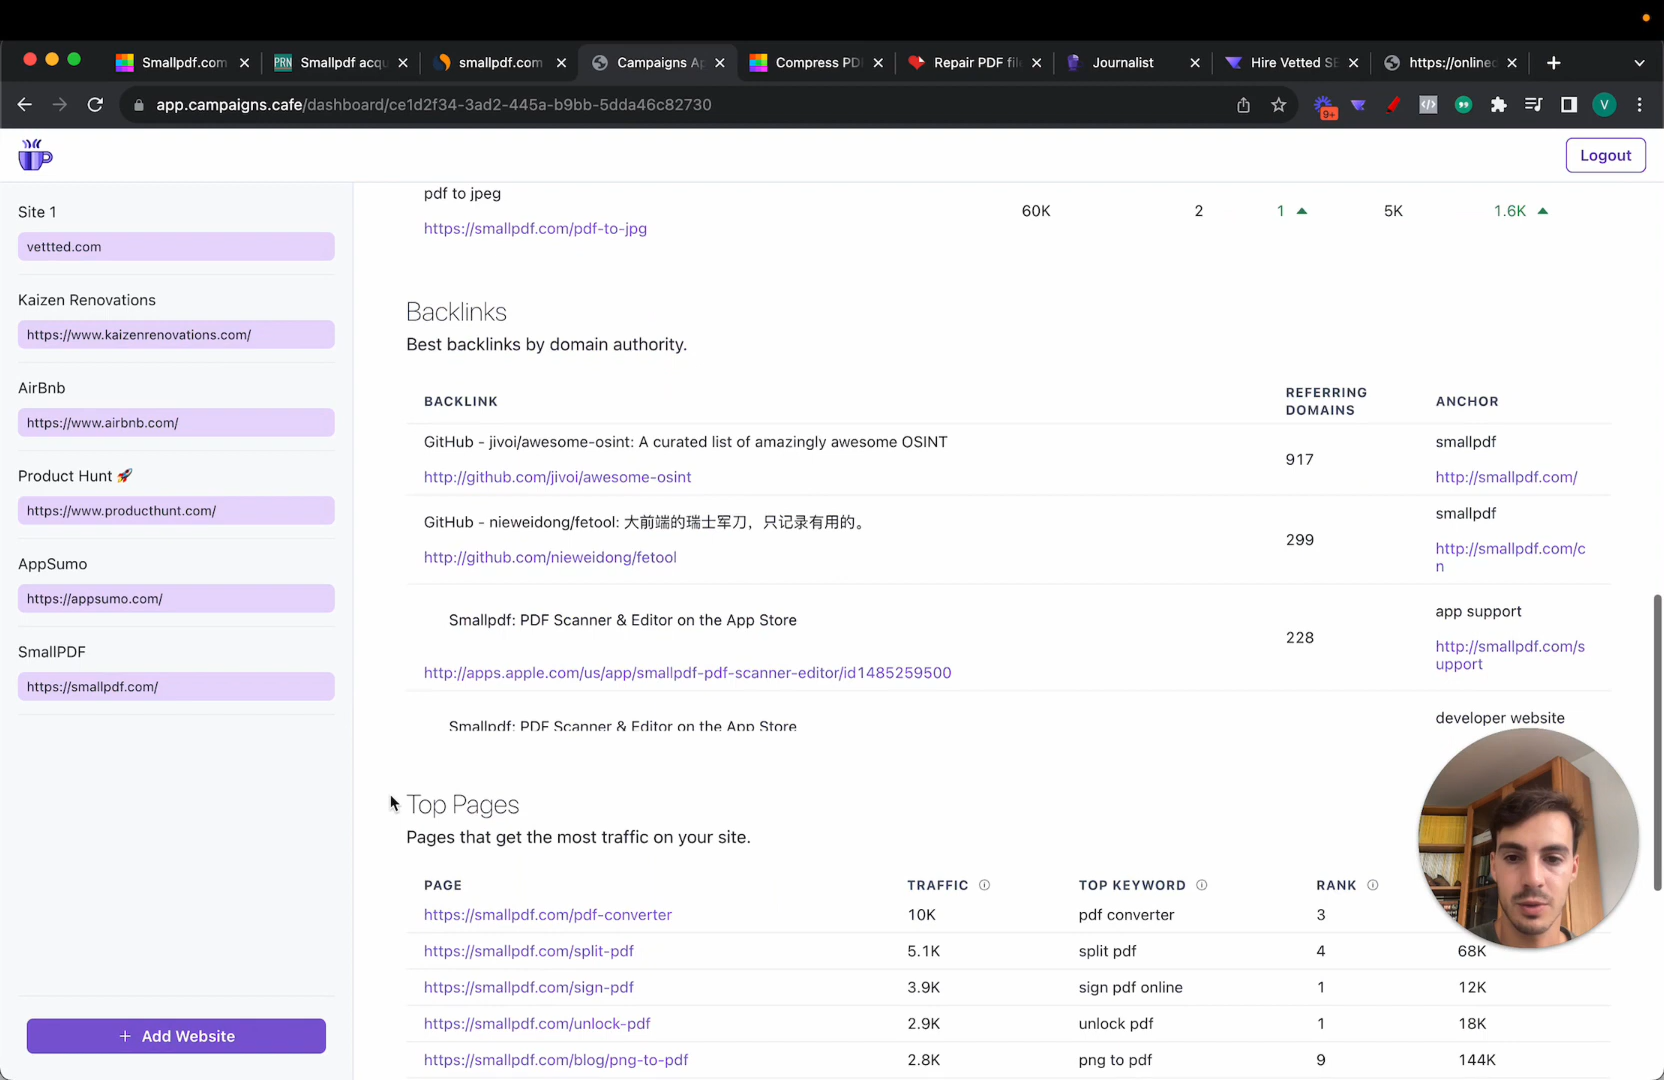 Smallpdf.com
Smallpdf acqu
smallpdf.com
Campaigns Ap
Compress PD
Repair PDF file
Journalist
Hire Vetted SE
https://onlined
app.campaigns.cafe/dashboard/ce1d2f34-3ad2-445a-b9bb-5dda46c82730
9+
V
Logout
Site 1
vettted.com
Kaizen Renovations
https://www.kaizenrenovations.com/
AirBnb
https://www.airbnb.com/
Product Hunt 🚀
https://www.producthunt.com/
AppSumo
https://appsumo.com/
SmallPDF
https://smallpdf.com/
+ Add Website
pdf to jpeg
https://smallpdf.com/pdf-to-jpg
60K 2 1 ▲ 5K 1.6K ▲
Backlinks
Best backlinks by domain authority.
BACKLINK REFERRING DOMAINS ANCHOR
GitHub - jivoi/awesome-osint: A curated list of amazingly awesome OSINT
http://github.com/jivoi/awesome-osint
917
smallpdf
http://smallpdf.com/
GitHub - nieweidong/fetool: 大前端的瑞士军刀，只记录有用的。
http://github.com/nieweidong/fetool
299
smallpdf
http://smallpdf.com/c
n
Smallpdf: PDF Scanner & Editor on the App Store
http://apps.apple.com/us/app/smallpdf-pdf-scanner-editor/id1485259500
228
app support
http://smallpdf.com/s
upport
Smallpdf: PDF Scanner & Editor on the App Store
developer website
Top Pages
Pages that get the most traffic on your site.
PAGE TRAFFIC TOP KEYWORD RANK
https://smallpdf.com/pdf-converter 10K pdf converter 3
https://smallpdf.com/split-pdf 5.1K split pdf 4 68K
https://smallpdf.com/sign-pdf 3.9K sign pdf online 1 12K
https://smallpdf.com/unlock-pdf 2.9K unlock pdf 1 18K
https://smallpdf.com/blog/png-to-pdf 2.8K png to pdf 9 144K